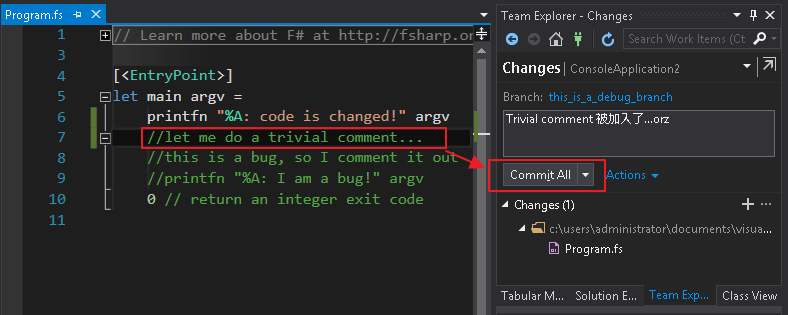 Program.fs
1 // Learn more about F# at http://fsharp.or
[<EntryPoint>]
5 let main argv =
6 printfn "%A: code is changed!" argv
7 //let me do a trivial comment...
8 //this is a bug, so I comment it out
9 //printfn "%A: I am a bug!" argv
10 0 // return an integer exit code
11
Team Explorer - Changes
Search Work Items (Ct
Changes | ConsoleApplication2
Branch: this_is_a_debug_branch
Trivial comment 被加入了...orz
Commit All
Actions
Changes (1)
c:\users\administrator\documents\visua...
Program.fs
Tabular M... Solution E... Team Exp... Class View